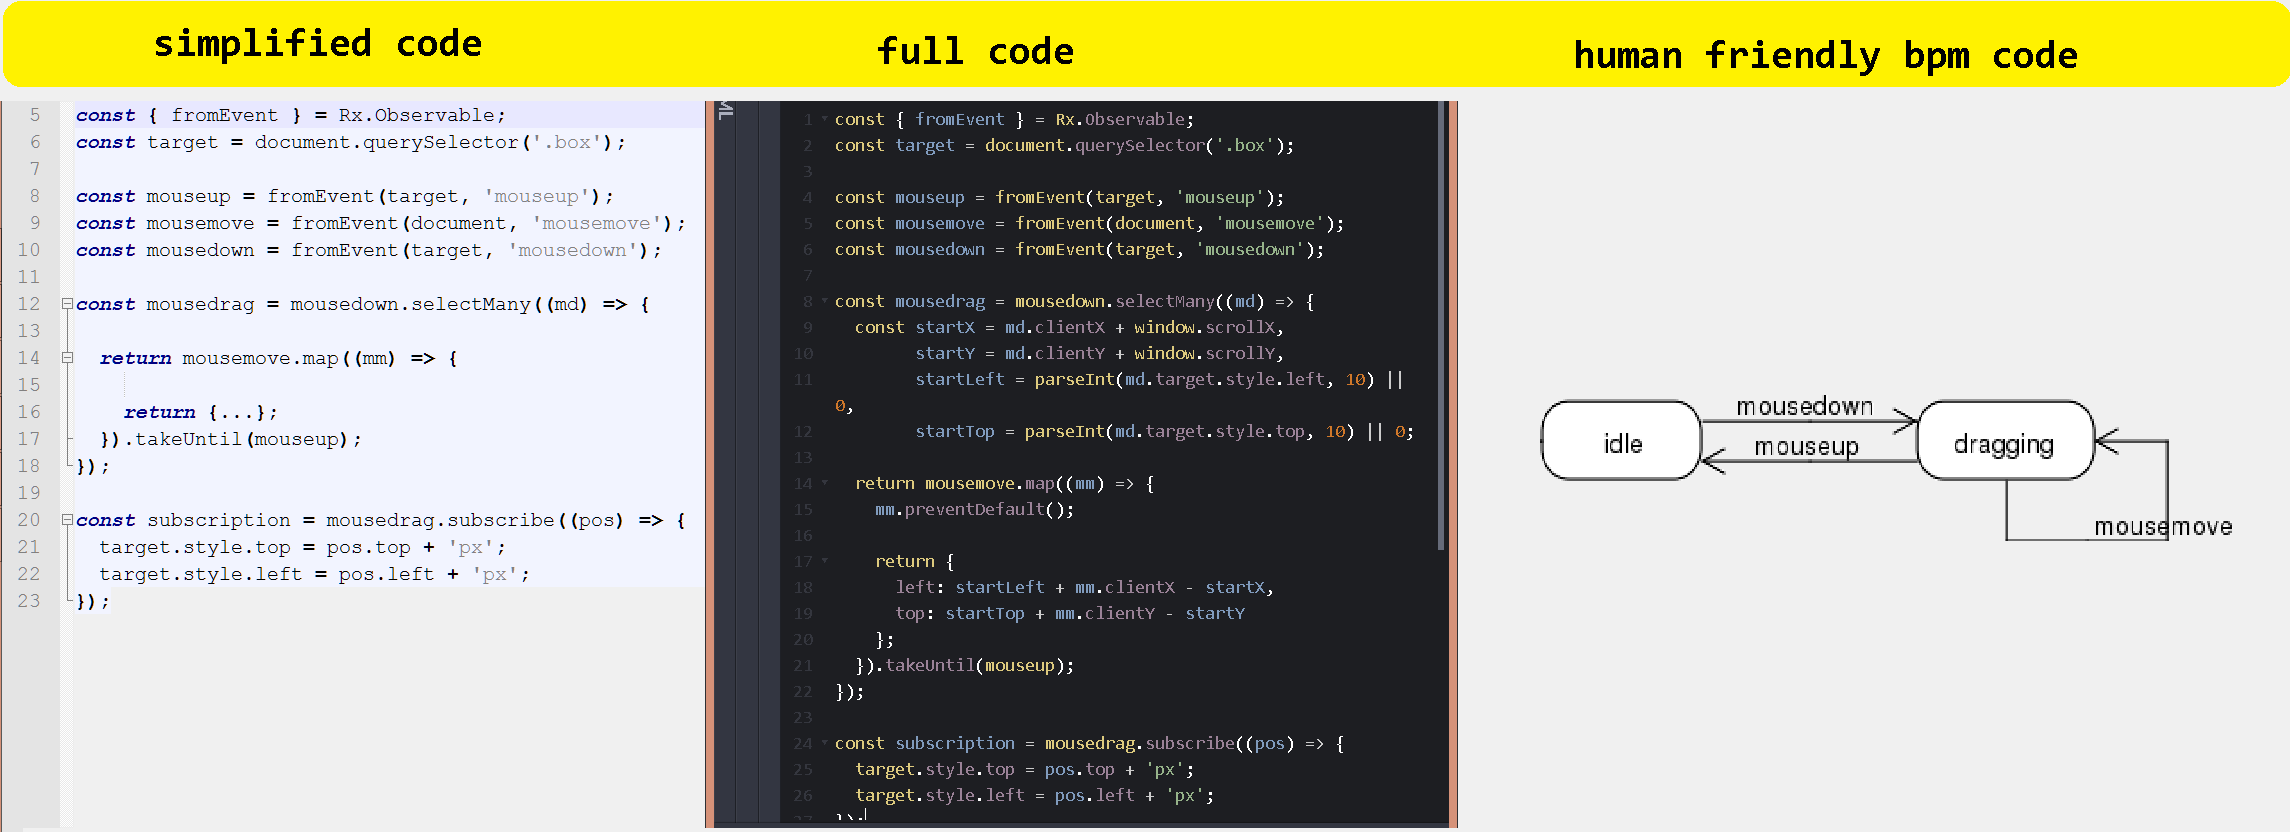 simplified code
full code
human friendly bpm code
5 const { fromEvent } = Rx.Observable;
6 const target = document.querySelector('.box');
7
8 const mouseup = fromEvent(target, 'mouseup');
9 const mousemove = fromEvent(document, 'mousemove');
10 const mousedown = fromEvent(target, 'mousedown');
11
12 const mousedrag = mousedown.selectMany((md) => {
13
14 return mousemove.map((mm) => {
15
16 return {...};
17 }).takeUntil(mouseup);
18 });
19
20 const subscription = mousedrag.subscribe((pos) => {
21 target.style.top = pos.top + 'px';
22 target.style.left = pos.left + 'px';
23 });
ML
1 const { fromEvent } = Rx.Observable;
2 const target = document.querySelector('.box');
3
4 const mouseup = fromEvent(target, 'mouseup');
5 const mousemove = fromEvent(document, 'mousemove');
6 const mousedown = fromEvent(target, 'mousedown');
7
8 const mousedrag = mousedown.selectMany((md) => {
9 const startX = md.clientX + window.scrollX,
10 startY = md.clientY + window.scrollY,
11 startLeft = parseInt(md.target.style.left, 10) ||
0,
12 startTop = parseInt(md.target.style.top, 10) || 0;
13
14 return mousemove.map((mm) => {
15 mm.preventDefault();
16
17 return {
18 left: startLeft + mm.clientX - startX,
19 top: startTop + mm.clientY - startY
20 };
21 }).takeUntil(mouseup);
22 });
23
24 const subscription = mousedrag.subscribe((pos) => {
25 target.style.top = pos.top + 'px';
26 target.style.left = pos.left + 'px';
27 });
idle
mousedown
mouseup
dragging
mousemove